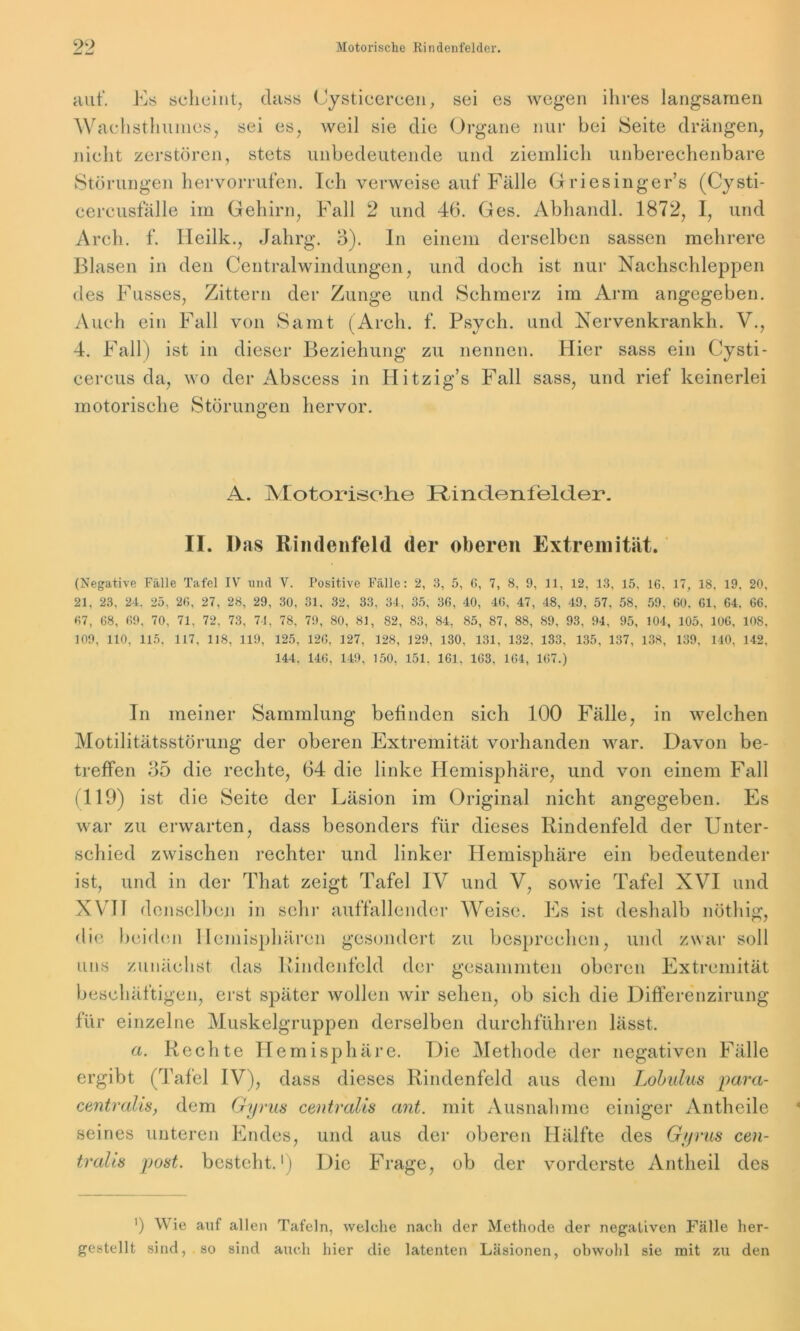 22
Motorische Rindenfelder.
auf. Es scheint, dass Cysticercen, sei es wegen ihres langsamen
Wachsthumes, sei es, weil sie die Organe nur bei Seite drängen,
nicht zerstören, stets unbedeutende und ziemlich unberechenbare
Störungen hervorrufen. Ich verweise auf Fälle Griesinger’s (Cysti-
cercusfälle im Gehirn, Fall 2 und 46. Ges. Abhandl. 1872, I, und
Arch. f. Heilk., Jahrg. 3). In einem derselben sassen mehrere
Blasen in den Centralwindungen, und doch ist nur Nachschleppen
des Fusses, Zittern der Zunge und Schmerz im Arm angegeben.
Auch ein Fall von Samt (Arch. f. Psych. und Nervenkrankh. V.,
4. Fall) ist in dieser Beziehung zu nennen. Hier sass ein Cysti-
cercus da, wo der Abscess in Hitzig’s Fall sass, und rief keinerlei
motorische Störungen hervor.
A. Motorische Rindenfelder.
II. Das Rindenfeld der oberen Extremität.
(Negative Fälle Tafel IV und V. Positive Fälle: 2, 3, 5, 6, 7, 8, 9, 11, 12, 13, 15, 16, 17, 18, 19, 20,
21, 23, 24, 25, 26, 27, 28, 29, 30, 31, 32, 33, 34, 35, 36, 40, 46, 47, 48, 49, 57, 58, 59, 60, 61, 64, 66,
67, 68, 69, 70, 71, 72, 73, 74, 78, 79, 80, 81, 82, 83, 84, 85, 87, 88, 89, 93, 94, 95, 104, 105, 106, 108,
109, 110, 115, 117, 118, 119, 125, 126, 127, 128, 129, 130, 131, 132, 133, 135, 137, 138, 139, 140, 142,
144, 146, 149, 150, 151, 161, 163, 164, 167.)
In meiner Sammlung befinden sich 100 Fälle, in welchen
Motilitätsstörung der oberen Extremität vorhanden war. Davon be-
treffen 35 die rechte, 64 die linke Hemisphäre, und von einem Fall
(119) ist die Seite der Läsion im Original nicht angegeben. Es
war zu erwarten, dass besonders für dieses Rindenfeld der Unter-
schied zwischen rechter und linker Hemisphäre ein bedeutender
ist, und in der That zeigt Tafel IV und V, sowie Tafel XVI und
XVII denselben in sehr auffallender Weise. Es ist deshalb nöthig,
die beiden Hemisphären gesondert zu besprechen, und zwar soll
uns zunächst das Rindenfeld der gesammten oberen Extremität
beschäftigen, erst später wollen wir sehen, ob sich die Differenzirung
für einzelne Muskelgruppen derselben durchführen lässt.
a. Rechte Hemisphäre. Die Methode der negativen Fälle
ergibt (Tafel IV), dass dieses Rindenfeld aus dem Lobulus para-
centralis, dem Gyrus centralis ant. mit Ausnahme einiger Antheile
seines unteren Endes, und aus der oberen Hälfte des Gyrus cen-
tralis post. besteht.¹) Die Frage, ob der vorderste Antheil des
¹) Wie auf allen Tafeln, welche nach der Methode der negativen Fälle her-
gestellt sind, so sind auch hier die latenten Läsionen, obwohl sie mit zu den